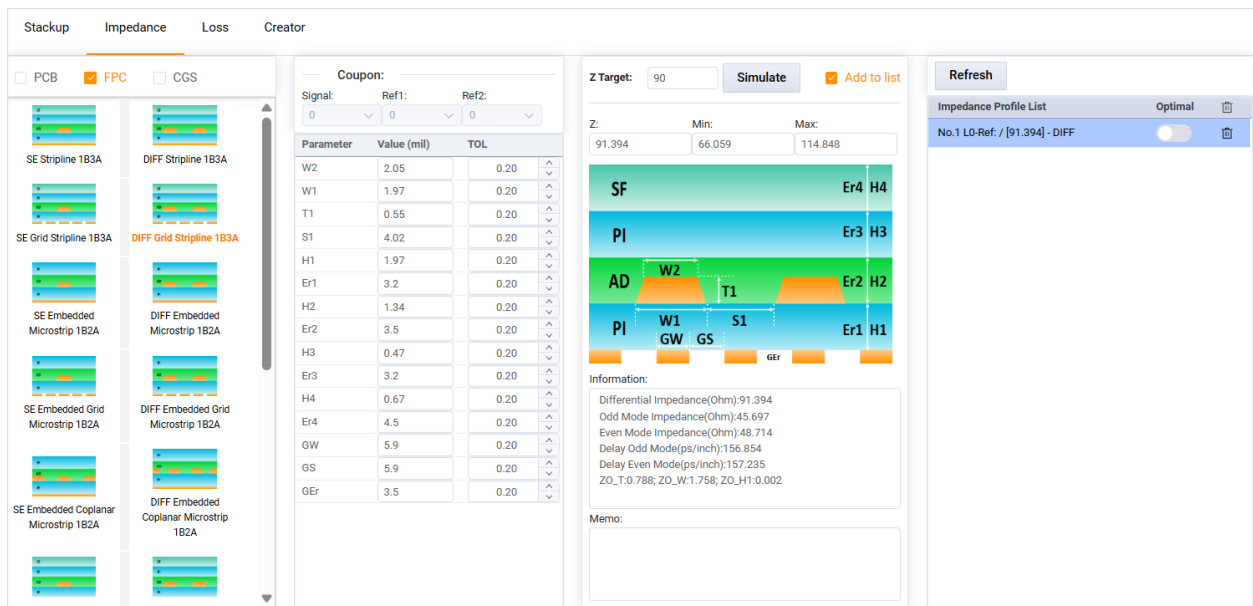 Stackup Impedance Loss Creator
PCB FPC CGS
SE Stripline 1B3A
DIFF Stripline 1B3A
SE Grid Stripline 1B3A
DIFF Grid Stripline 1B3A
SE Embedded
Microstrip 1B2A
DIFF Embedded
Microstrip 1B2A
SE Embedded Grid
Microstrip 1B2A
DIFF Embedded Grid
Microstrip 1B2A
SE Embedded Coplanar
Microstrip 1B2A
DIFF Embedded
Coplanar Microstrip
1B2A
Coupon:
Signal: Ref1: Ref2:
0 0 0
Parameter Value (mil) TOL
W2 2.05 0.20
W1 1.97 0.20
T1 0.55 0.20
S1 4.02 0.20
H1 1.97 0.20
Er1 3.2 0.20
H2 1.34 0.20
Er2 3.5 0.20
H3 0.47 0.20
Er3 3.2 0.20
H4 0.67 0.20
Er4 4.5 0.20
GW 5.9 0.20
GS 5.9 0.20
GEr 3.5 0.20
Z Target: 90 Simulate Add to list
Z: Min: Max:
91.394 66.059 114.848
SF Er4 H4
PI Er3 H3
AD W2 T1 Er2 H2
PI W1 S1 Er1 H1
GW GS
GEr
Information:
Differential Impedance(Ohm):91.394
Odd Mode Impedance(Ohm):45.697
Even Mode Impedance(Ohm):48.714
Delay Odd Mode(ps/inch):156.854
Delay Even Mode(ps/inch):157.235
ZO_T:0.788; ZO_W:1.758; ZO_H1:0.002
Memo:
Refresh
Impedance Profile List Optimal
No.1 L0-Ref: / [91.394] - DIFF